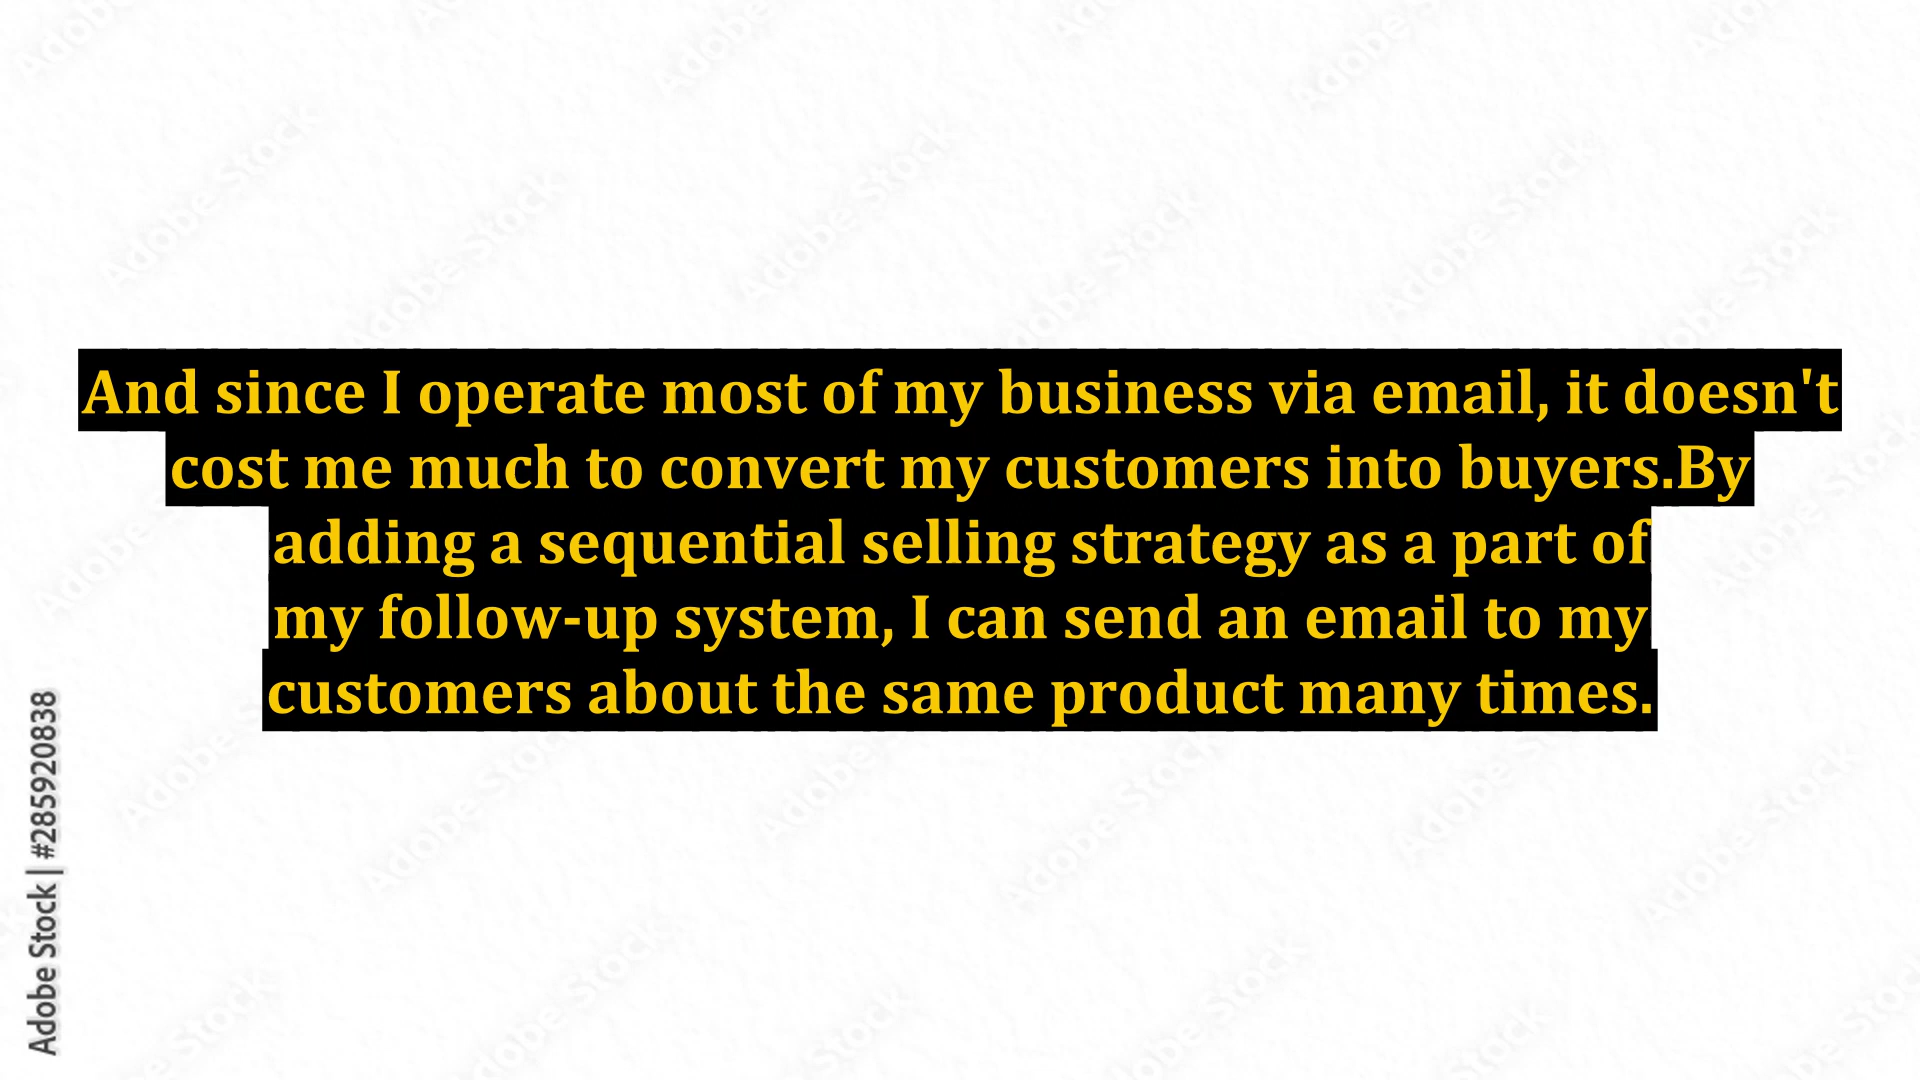 And since I operate most of my business via email, it doesn't
cost me much to convert my customers into buyers.By
adding a sequential selling strategy as a part of
my follow-up system, I can send an email to my
customers about the same product many times.
Adobe Stock | #285920838